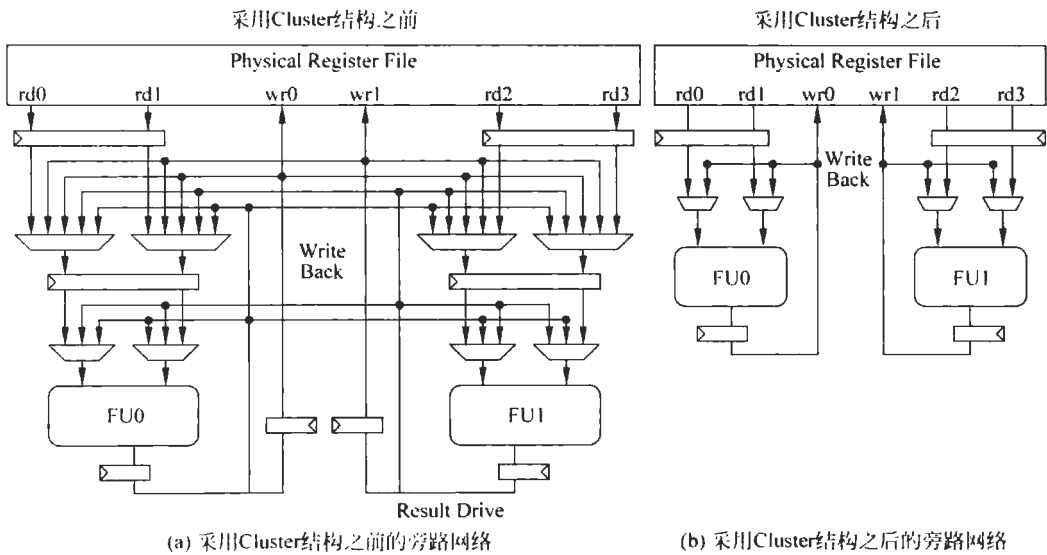 采用Cluster结构之前
Physical Register File
rd0 rd1 wr0 wr1 rd2 rd3
Write
Back
FU0 FU1
Result Drive
(a) 采用Cluster结构之前的旁路网络
采用Cluster结构之后
Physical Register File
rd0 rd1 wr0 wr1 rd2 rd3
Write
Back
FU0 FU1
(b) 采用Cluster结构之后的旁路网络